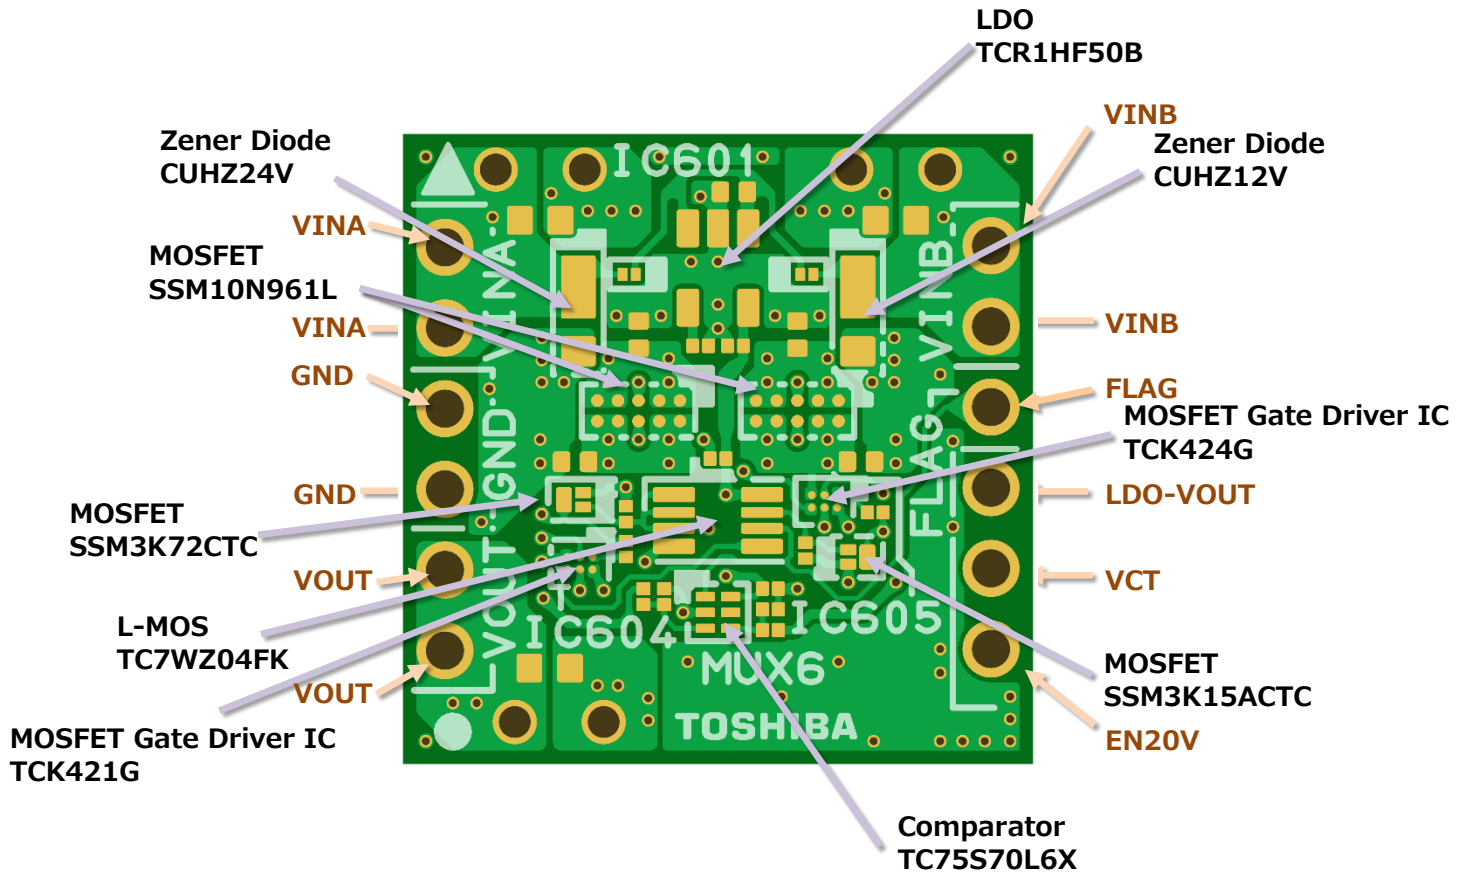 LDO
TCR1HF50B
VINB
Zener Diode
CUHZ24V
Zener Diode
CUHZ12V
IC601
VINA
VINA
VINB
MOSFET
SSM10N961L
VINA
VINB
GND
FLAG
MOSFET Gate Driver IC
TCK424G
GND
FLAG
GND
LDO-VOUT
MOSFET
SSM3K72CTC
VOUT
VOUT
VCT
L-MOS
TC7WZ04FK
IC604
IC605
MUX6
MOSFET
SSM3K15ACTC
VOUT
TOSHIBA
MOSFET Gate Driver IC
TCK421G
EN20V
Comparator
TC75S70L6X